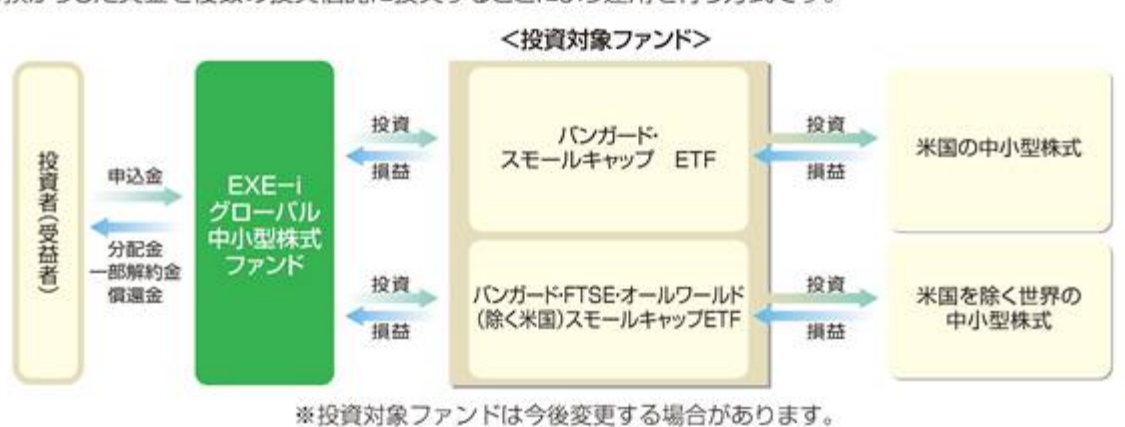 <投資対象ファンド>
投資者(受益者)
申込金
分配金
一部解約金
償還金
EXE-i
グローバル
中小型株式
ファンド
投資
損益
バンガード・
スモールキャップ ETF
投資
損益
米国の中小型株式
投資
損益
バンガード・FTSE・オールワールド
(除く米国)スモールキャップETF
投資
損益
米国を除く世界の
中小型株式
※投資対象ファンドは今後変更する場合があります。